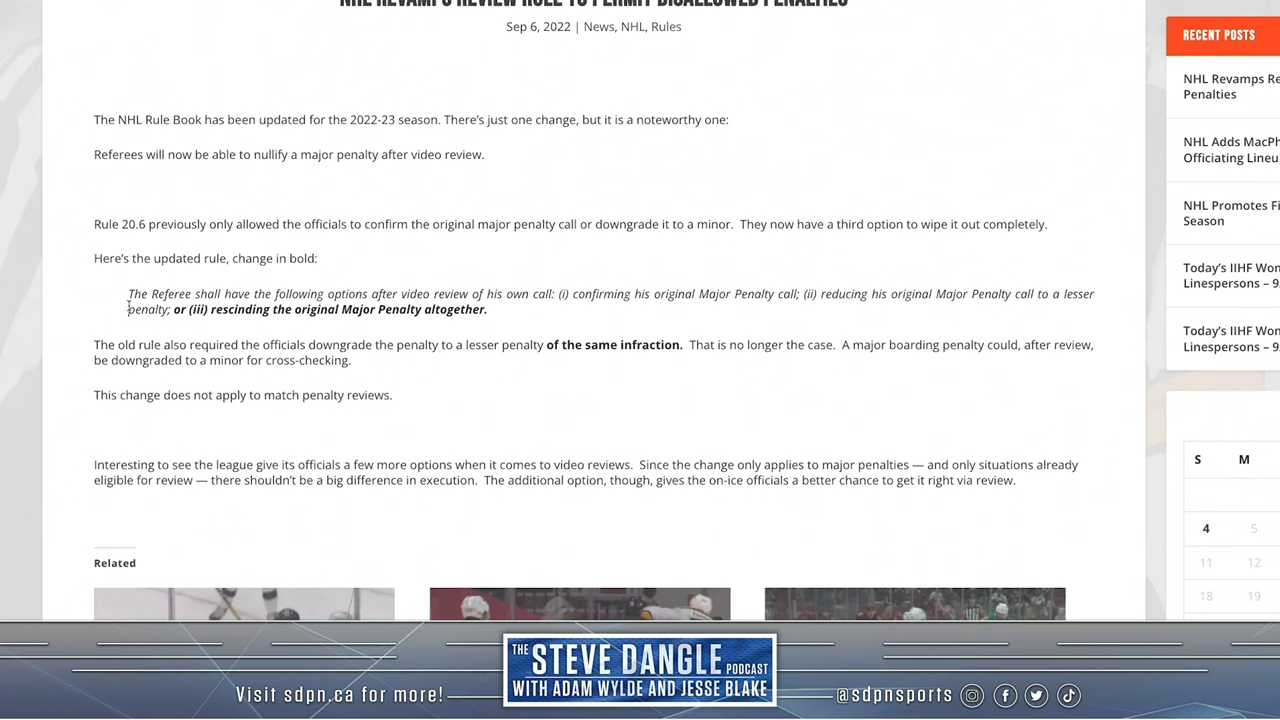 NHL REVAMPS REVIEW RULE TO PERMIT DISALLOWED PENALTIES
Sep 6, 2022 | News, NHL, Rules
The NHL Rule Book has been updated for the 2022-23 season. There's just one change, but it is a noteworthy one:
Referees will now be able to nullify a major penalty after video review.
Rule 20.6 previously only allowed the officials to confirm the original major penalty call or downgrade it to a minor. They now have a third option to wipe it out completely.
Here's the updated rule, change in bold:
The Referee shall have the following options after video review of his own call: (i) confirming his original Major Penalty call; (ii) reducing his original Major Penalty call to a lesser
penalty; or (iii) rescinding the original Major Penalty altogether.
The old rule also required the officials downgrade the penalty to a lesser penalty of the same infraction. That is no longer the case. A major boarding penalty could, after review,
be downgraded to a minor for cross-checking.
This change does not apply to match penalty reviews.
Interesting to see the league give its officials a few more options when it comes to video reviews. Since the change only applies to major penalties — and only situations already
eligible for review — there shouldn't be a big difference in execution. The additional option, though, gives the on-ice officials a better chance to get it right via review.
Related
RECENT POSTS
NHL Revamps Re
Penalties
NHL Adds MacPh
Officiating Lineu
NHL Promotes Fi
Season
Today's IIHF Wom
Linespersons – 9
Today's IIHF Wom
Linespersons – 9
S M
4 5
11 12
18 19
Visit sdpn.ca for more!
THE STEVE DANGLE PODCAST
WITH ADAM WYLDE AND JESSE BLAKE
@sdpnsports